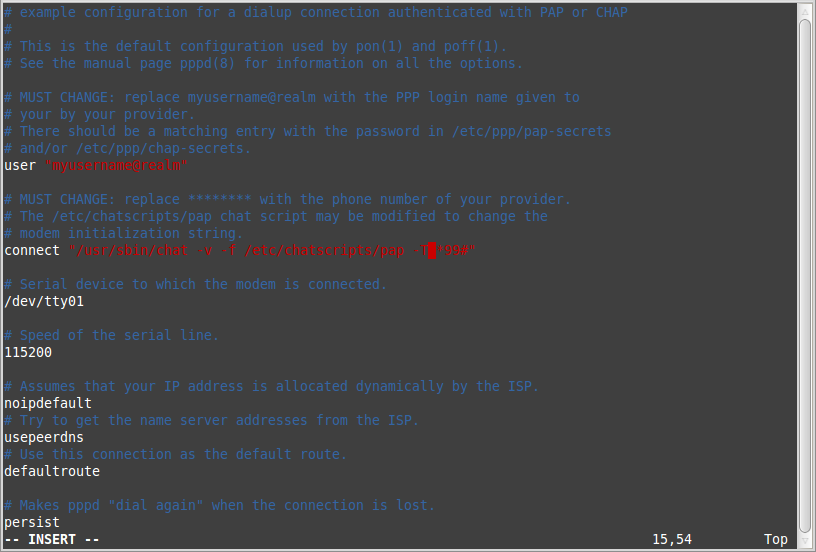 # example configuration for a dialup connection authenticated with PAP or CHAP
#
# This is the default configuration used by pon(1) and poff(1).
# See the manual page pppd(8) for information on all the options.
# MUST CHANGE: replace myusername@realm with the PPP login name given to
# your by your provider.
# There should be a matching entry with the password in /etc/ppp/pap-secrets
# and/or /etc/ppp/chap-secrets.
user "myusername@realm"
# MUST CHANGE: replace ******** with the phone number of your provider.
# The /etc/chatscripts/pap chat script may be modified to change the
# modem initialization string.
connect "/usr/sbin/chat -v -f /etc/chatscripts/pap -T *99#"
# Serial device to which the modem is connected.
/dev/tty01
# Speed of the serial line.
115200
# Assumes that your IP address is allocated dynamically by the ISP.
noipdefault
# Try to get the name server addresses from the ISP.
usepeerdns
# Use this connection as the default route.
defaultroute
# Makes pppd "dial again" when the connection is lost.
persist
-- INSERT -- 15,54 Top